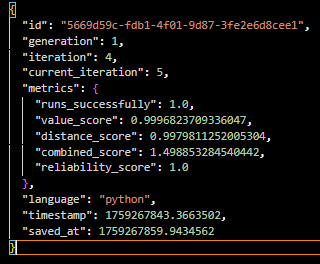 {
"id": "5669d59c-fdb1-4f01-9d87-3fe2e6d8cee1",
"generation": 1,
"iteration": 4,
"current_iteration": 5,
"metrics": {
"runs_successfully": 1.0,
"value_score": 0.9996823709336047,
"distance_score": 0.9979811252005304,
"combined_score": 1.498853284540442,
"reliability_score": 1.0
},
"language": "python",
"timestamp": 1759267843.3663502,
"saved_at": 1759267859.9434562
}